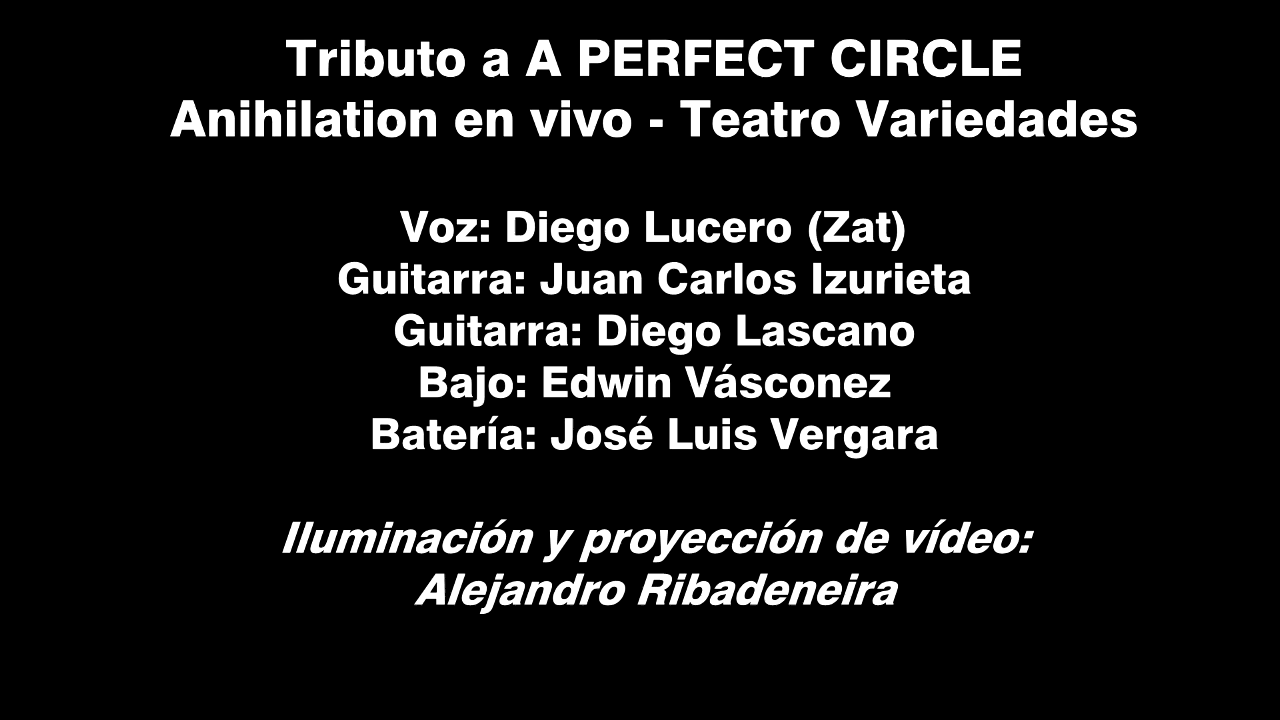 Tributo a A PERFECT CIRCLE
Anihilation en vivo - Teatro Variedades
Voz: Diego Lucero (Zat)
Guitarra: Juan Carlos Izurieta
Guitarra: Diego Lascano
Bajo: Edwin Vásconez
Batería: José Luis Vergara
Iluminación y proyección de vídeo:
Alejandro Ribadeneira